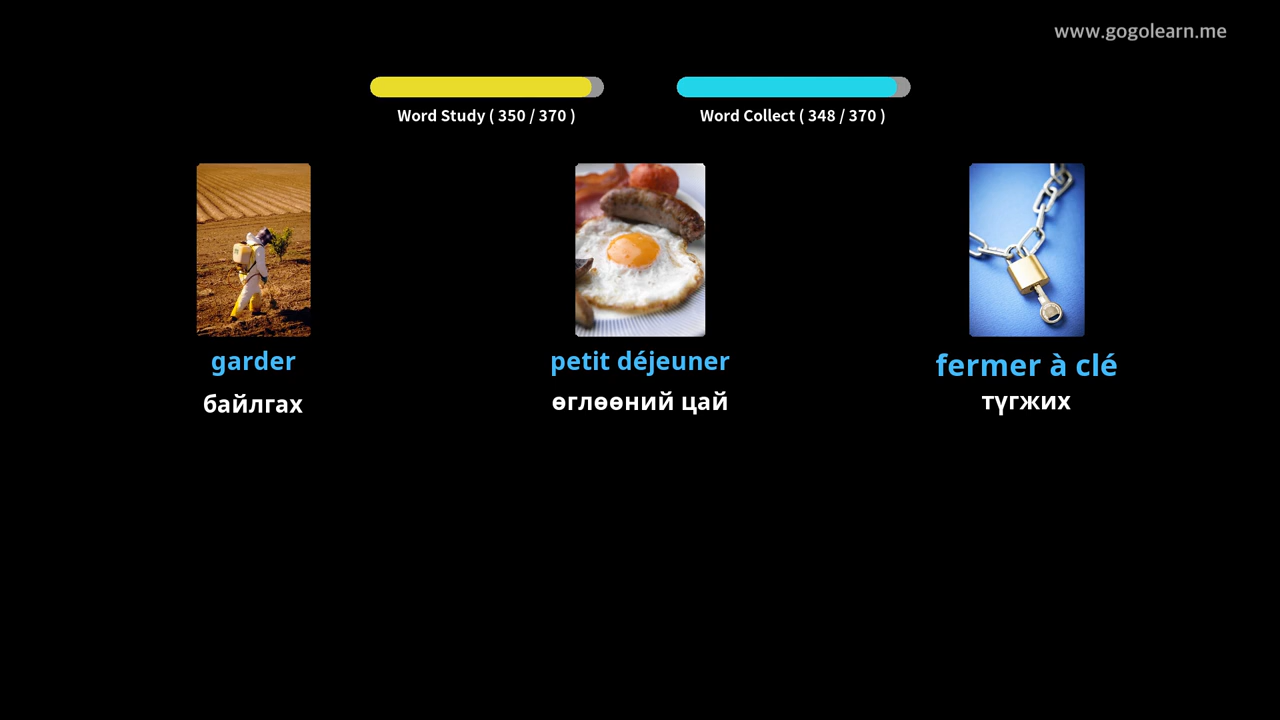 www.gogolearn.me
Word Study ( 350 / 370 )
Word Collect ( 348 / 370 )
garder
байлгах
petit déjeuner
өглөөний цай
fermer à clé
түгжих